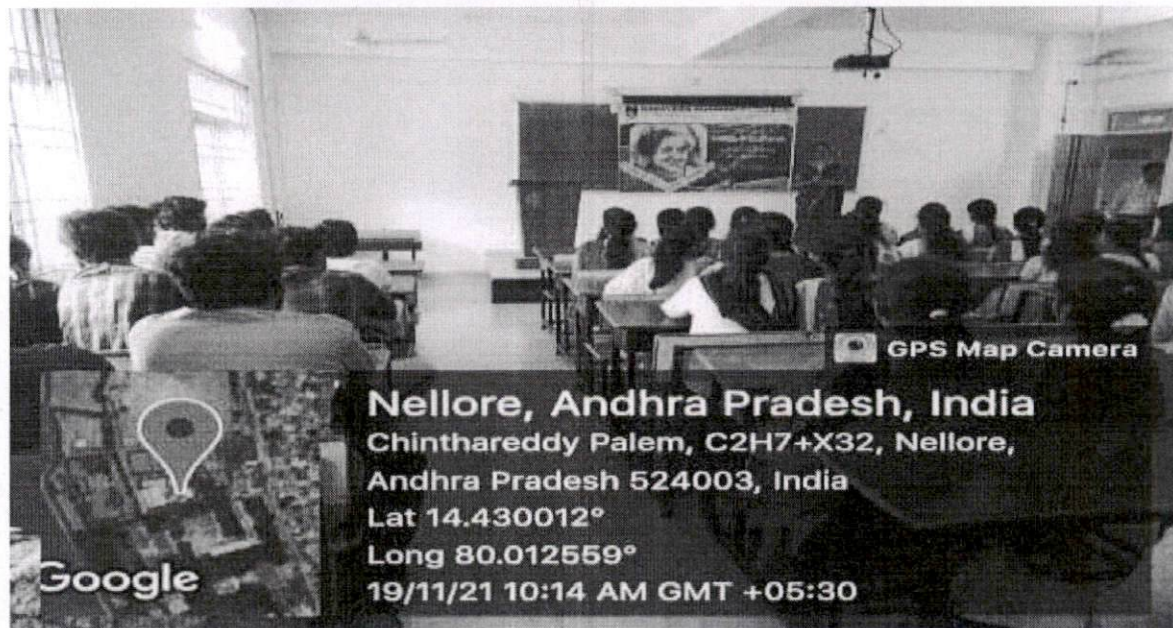 GPS Map Camera
Nellore, Andhra Pradesh, India
Chinthareddy Palem, C2H7+X32, Nellore,
Andhra Pradesh 524003, India
Lat 14.430012°
Long 80.012559°
19/11/21 10:14 AM GMT +05:30
Google